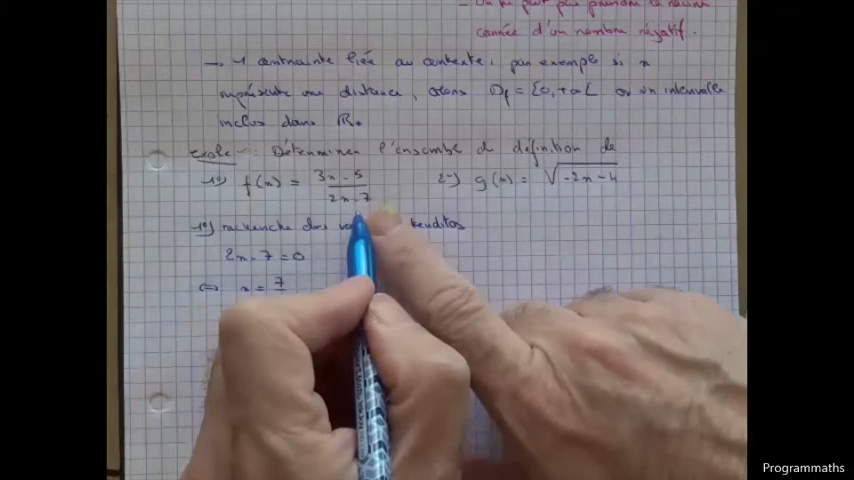 - On ne peut pas prendre la racine
carrée d'un nombre négatif.
→ 1 contrainte liée au contexte, par exemple si x
représente une distance, alors Df = [0, +∞[ ou un intervalle
inclus dans R+
Déterminer l'ensemble de définition de
1°) f(x) = (3x - 5)/(2x - 7) 2°) g(x) = √(-2x - 4)
1°) recherche des
2x - 7 = 0
⇔ x = 7
Programmaths